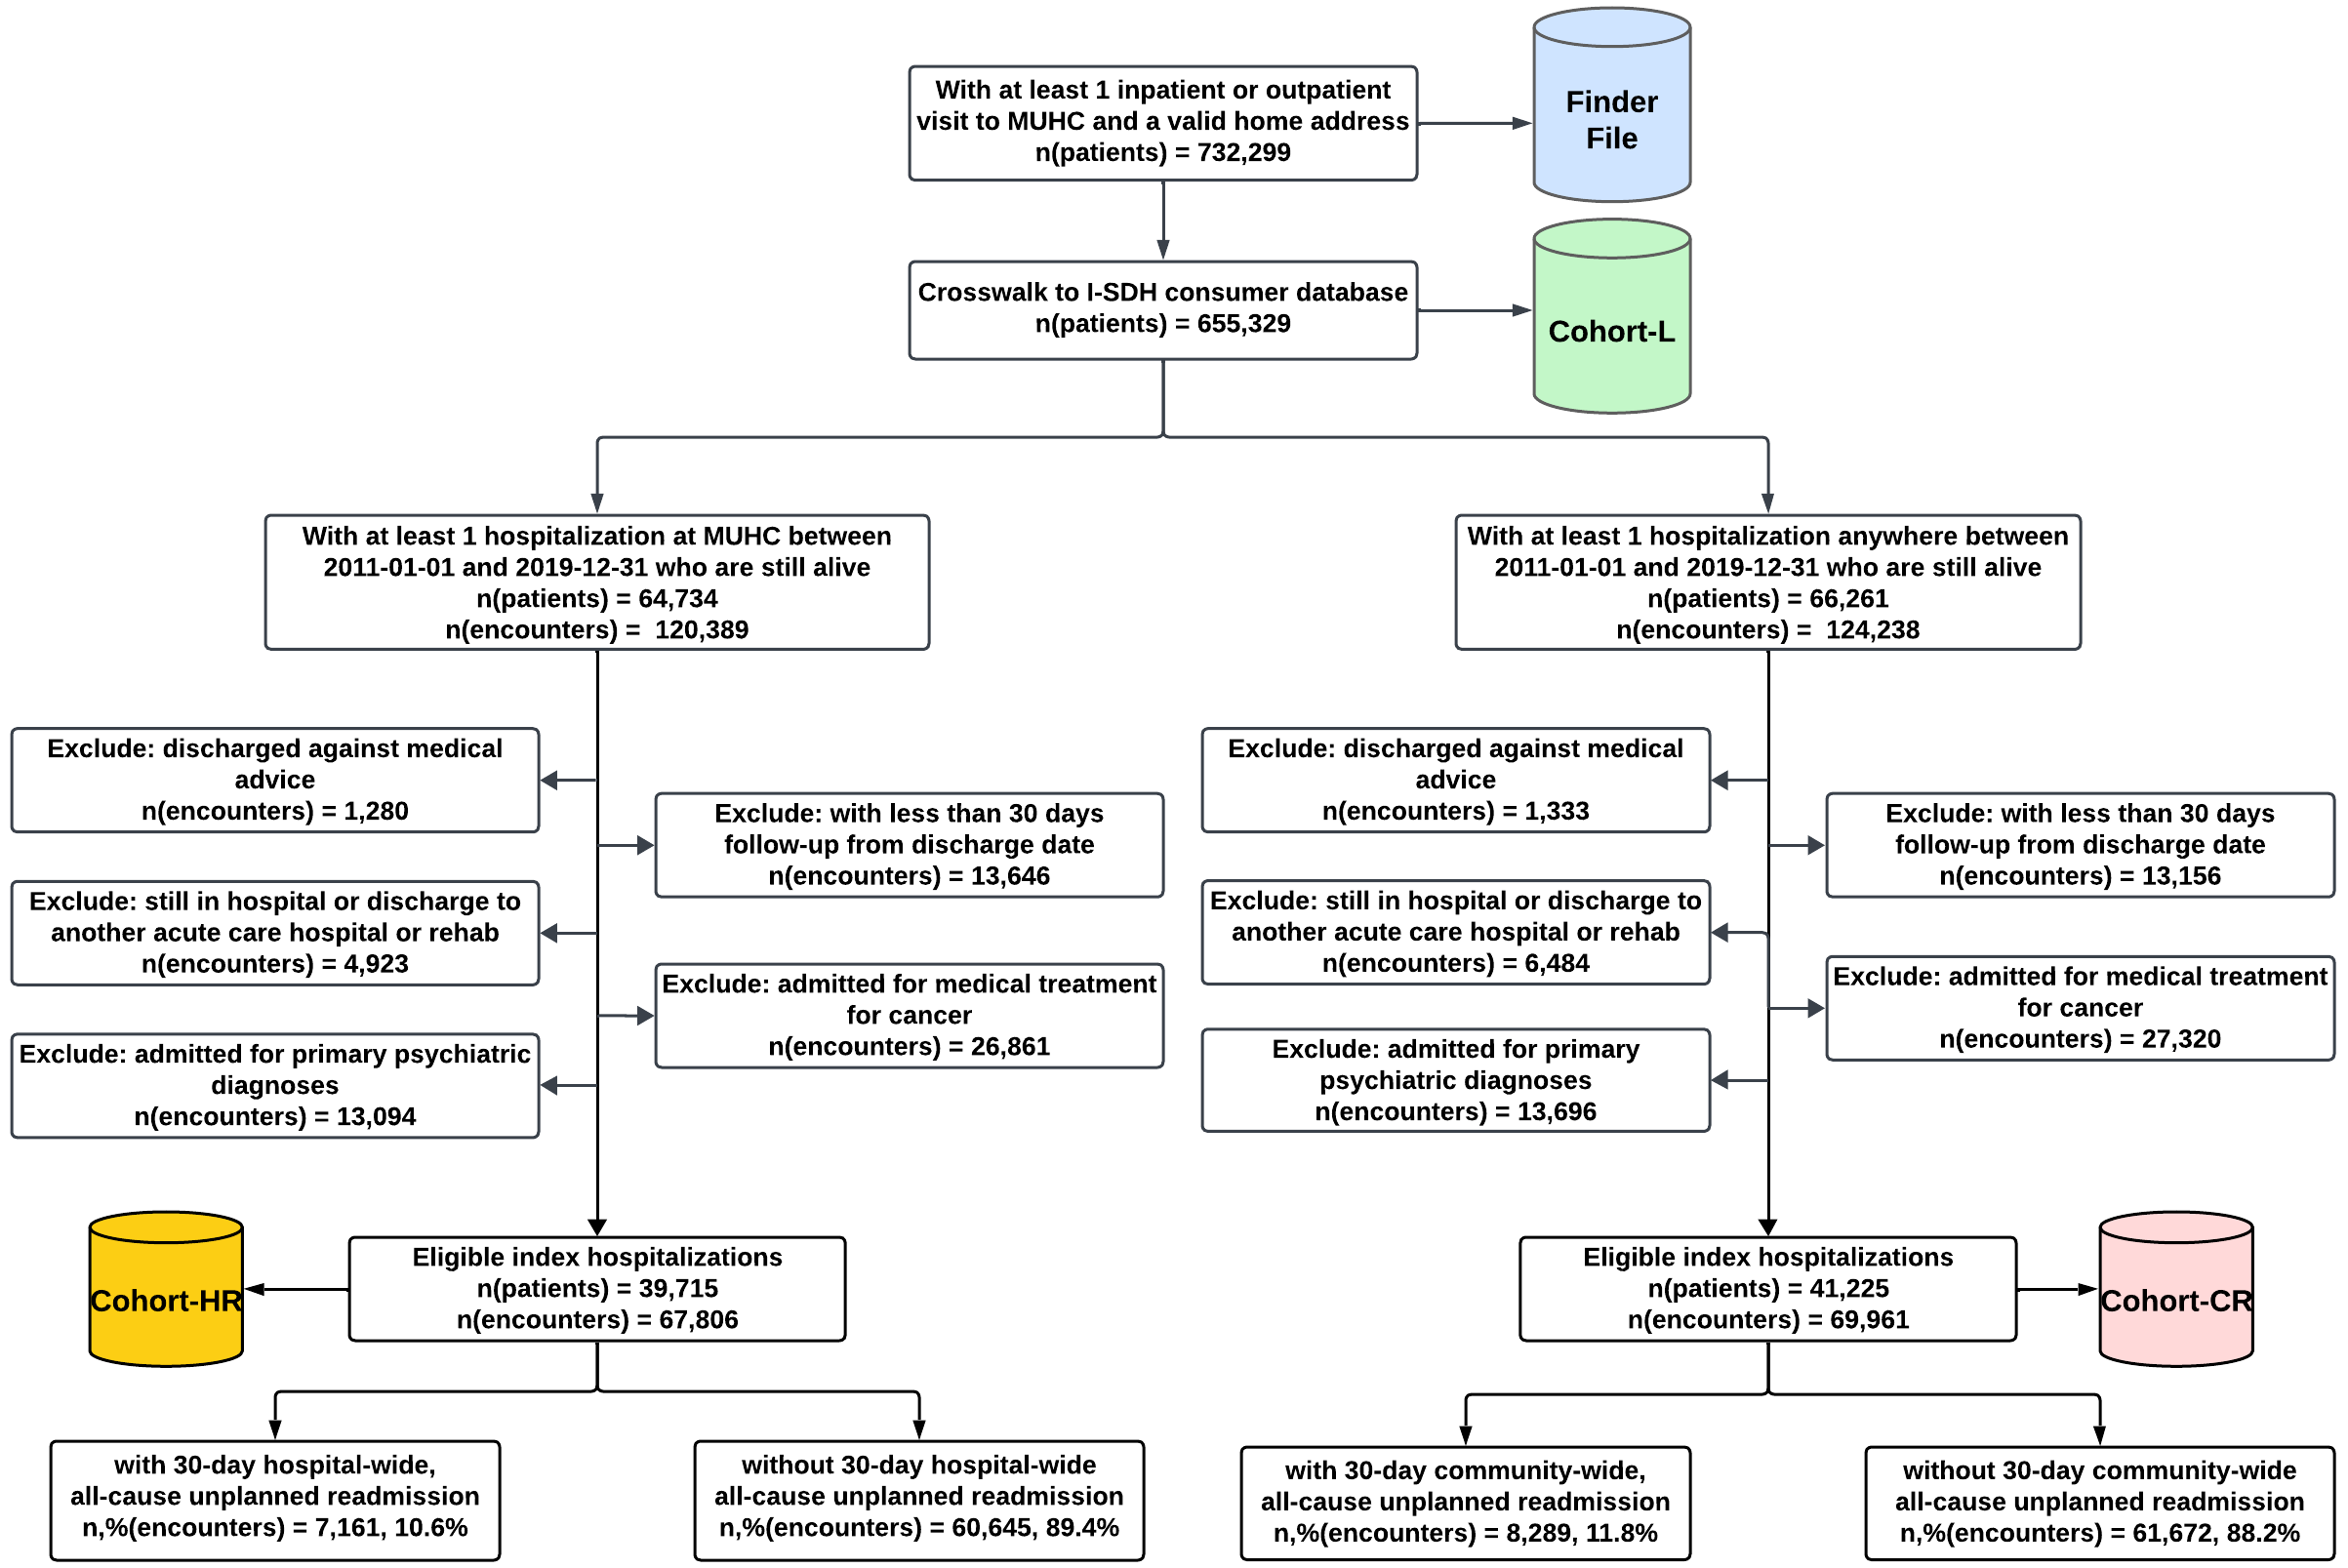 With at least 1 inpatient or outpatient
visit to MUHC and a valid home address
n(patients) = 732,299
Finder
File
Crosswalk to I-SDH consumer database
n(patients) = 655,329
Cohort-L
With at least 1 hospitalization at MUHC between
2011-01-01 and 2019-12-31 who are still alive
n(patients) = 64,734
n(encounters) =  120,389
With at least 1 hospitalization anywhere between
2011-01-01 and 2019-12-31 who are still alive
n(patients) = 66,261
n(encounters) =  124,238
Exclude: discharged against medical
advice
n(encounters) = 1,280
Exclude: with less than 30 days
follow-up from discharge date
n(encounters) = 13,646
Exclude: still in hospital or discharge to
another acute care hospital or rehab
n(encounters) = 4,923
Exclude: admitted for medical treatment
for cancer
n(encounters) = 26,861
Exclude: admitted for primary psychiatric
diagnoses
n(encounters) = 13,094
Exclude: discharged against medical
advice
n(encounters) = 1,333
Exclude: with less than 30 days
follow-up from discharge date
n(encounters) = 13,156
Exclude: still in hospital or discharge to
another acute care hospital or rehab
n(encounters) = 6,484
Exclude: admitted for medical treatment
for cancer
n(encounters) = 27,320
Exclude: admitted for primary
psychiatric diagnoses
n(encounters) = 13,696
Cohort-HR
Eligible index hospitalizations
n(patients) = 39,715
n(encounters) = 67,806
Eligible index hospitalizations
n(patients) = 41,225
n(encounters) = 69,961
Cohort-CR
with 30-day hospital-wide,
all-cause unplanned readmission
n,%(encounters) = 7,161, 10.6%
without 30-day hospital-wide
all-cause unplanned readmission
n,%(encounters) = 60,645, 89.4%
with 30-day community-wide,
all-cause unplanned readmission
n,%(encounters) = 8,289, 11.8%
without 30-day community-wide
all-cause unplanned readmission
n,%(encounters) = 61,672, 88.2%